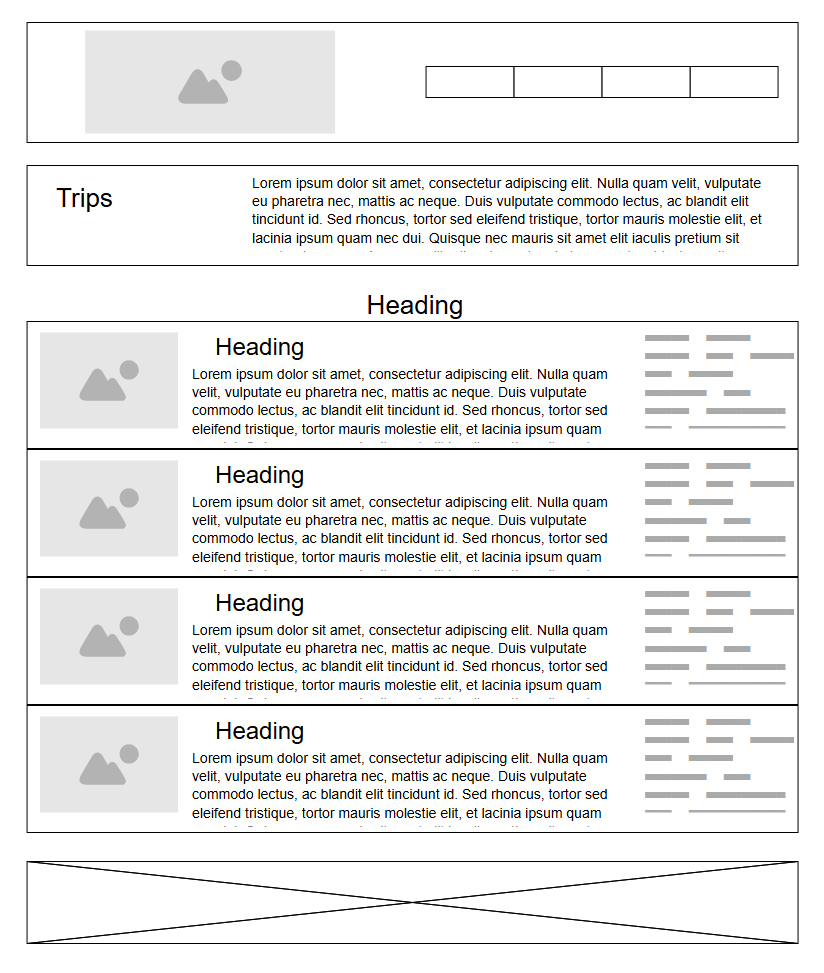 Trips
Lorem ipsum dolor sit amet, consectetur adipiscing elit. Nulla quam velit, vulputate
eu pharetra nec, mattis ac neque. Duis vulputate commodo lectus, ac blandit elit
tincidunt id. Sed rhoncus, tortor sed eleifend tristique, tortor mauris molestie elit, et
lacinia ipsum quam nec dui. Quisque nec mauris sit amet elit iaculis pretium sit
Heading
Heading
Lorem ipsum dolor sit amet, consectetur adipiscing elit. Nulla quam
velit, vulputate eu pharetra nec, mattis ac neque. Duis vulputate
commodo lectus, ac blandit elit tincidunt id. Sed rhoncus, tortor sed
eleifend tristique, tortor mauris molestie elit, et lacinia ipsum quam
Heading
Lorem ipsum dolor sit amet, consectetur adipiscing elit. Nulla quam
velit, vulputate eu pharetra nec, mattis ac neque. Duis vulputate
commodo lectus, ac blandit elit tincidunt id. Sed rhoncus, tortor sed
eleifend tristique, tortor mauris molestie elit, et lacinia ipsum quam
Heading
Lorem ipsum dolor sit amet, consectetur adipiscing elit. Nulla quam
velit, vulputate eu pharetra nec, mattis ac neque. Duis vulputate
commodo lectus, ac blandit elit tincidunt id. Sed rhoncus, tortor sed
eleifend tristique, tortor mauris molestie elit, et lacinia ipsum quam
Heading
Lorem ipsum dolor sit amet, consectetur adipiscing elit. Nulla quam
velit, vulputate eu pharetra nec, mattis ac neque. Duis vulputate
commodo lectus, ac blandit elit tincidunt id. Sed rhoncus, tortor sed
eleifend tristique, tortor mauris molestie elit, et lacinia ipsum quam